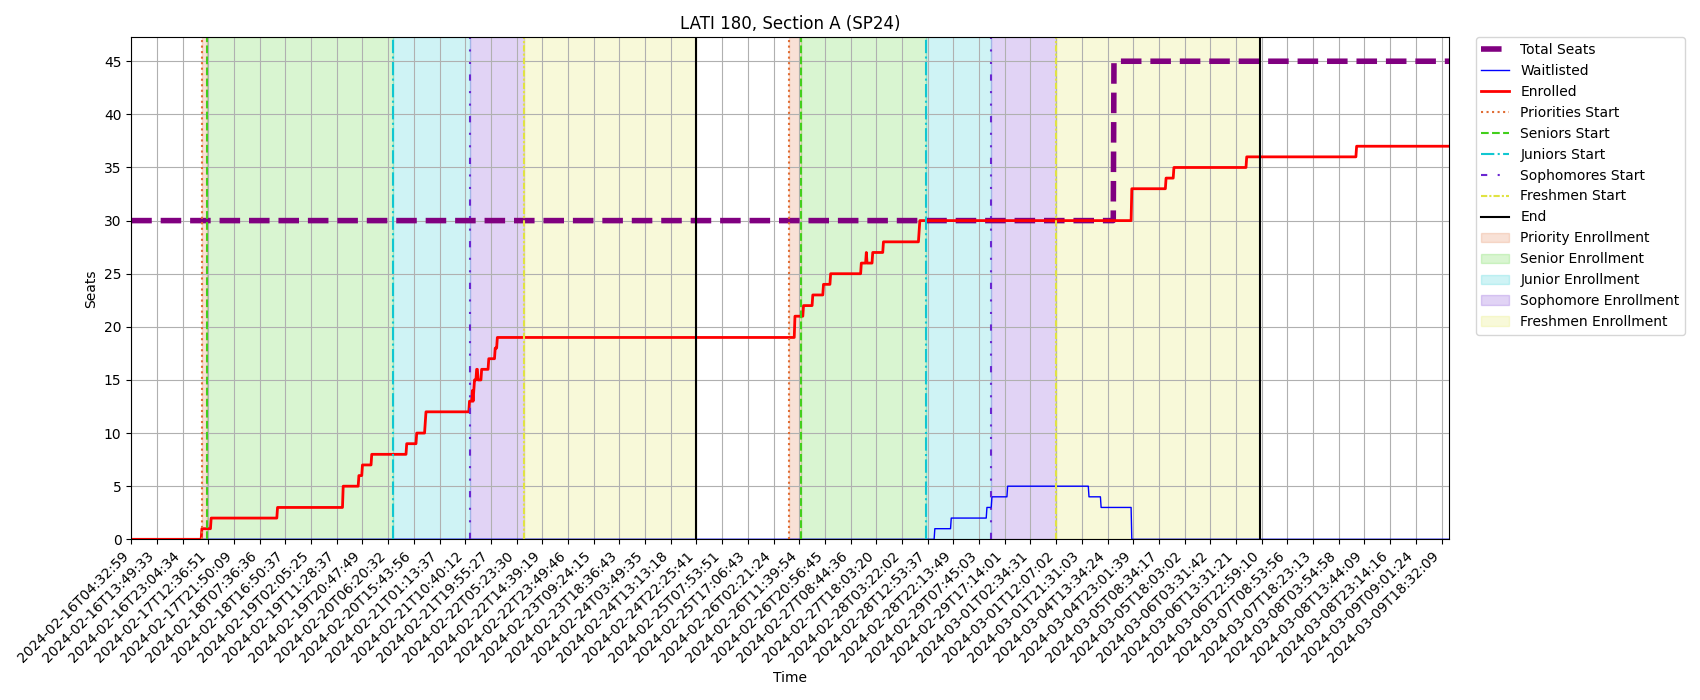 LATI 180, Section A (SP24)
Seats
45
40
35
30
25
20
15
10
5
0
2024-02-16T04:32:59
2024-02-16T13:49:33
2024-02-16T23:04:34
2024-02-17T12:36:51
2024-02-17T21:50:09
2024-02-18T07:36:36
2024-02-18T16:50:37
2024-02-19T02:05:25
2024-02-19T11:28:37
2024-02-19T20:47:49
2024-02-20T06:20:32
2024-02-20T15:43:56
2024-02-21T01:13:37
2024-02-21T10:40:12
2024-02-21T19:55:27
2024-02-22T05:23:30
2024-02-22T14:39:19
2024-02-22T23:49:46
2024-02-23T09:24:15
2024-02-23T18:36:43
2024-02-24T03:49:35
2024-02-24T13:13:18
2024-02-24T22:25:41
2024-02-25T07:53:51
2024-02-25T17:06:43
2024-02-26T02:21:24
2024-02-26T11:39:54
2024-02-26T20:56:45
2024-02-27T08:44:36
2024-02-27T18:03:20
2024-02-28T03:22:02
2024-02-28T12:53:37
2024-02-28T22:13:49
2024-02-29T07:45:03
2024-02-29T17:14:01
2024-03-01T02:34:31
2024-03-01T12:07:02
2024-03-01T21:31:03
2024-03-04T13:34:24
2024-03-04T23:01:39
2024-03-05T08:34:17
2024-03-05T18:03:02
2024-03-06T03:31:42
2024-03-06T13:31:21
2024-03-06T22:59:10
2024-03-07T08:53:56
2024-03-07T18:23:13
2024-03-08T03:54:58
2024-03-08T13:44:09
2024-03-08T23:14:16
2024-03-09T09:01:24
2024-03-09T18:32:09
Time
Total Seats
Waitlisted
Enrolled
Priorities Start
Seniors Start
Juniors Start
Sophomores Start
Freshmen Start
End
Priority Enrollment
Senior Enrollment
Junior Enrollment
Sophomore Enrollment
Freshmen Enrollment